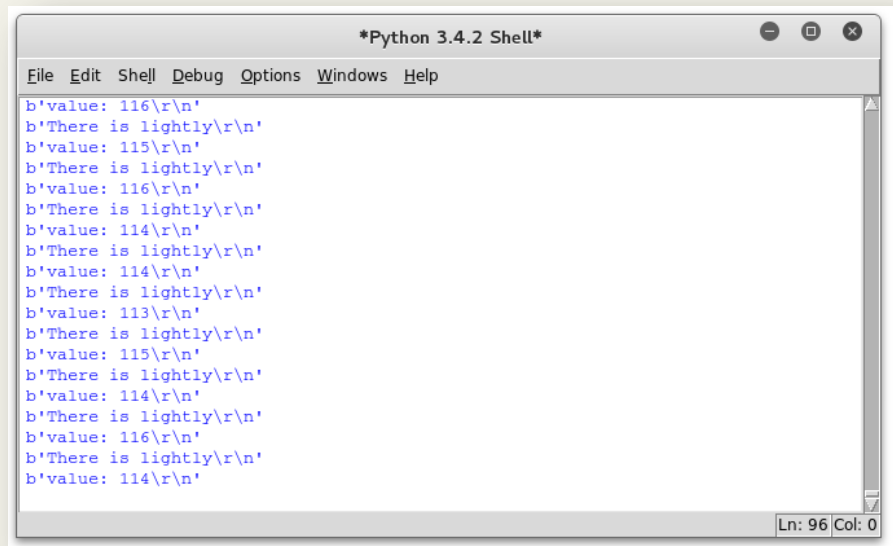 *Python 3.4.2 Shell*
File Edit Shell Debug Options Windows Help
b'value: 116\r\n'
b'There is lightly\r\n'
b'value: 115\r\n'
b'There is lightly\r\n'
b'value: 116\r\n'
b'There is lightly\r\n'
b'value: 114\r\n'
b'There is lightly\r\n'
b'value: 114\r\n'
b'There is lightly\r\n'
b'value: 113\r\n'
b'There is lightly\r\n'
b'value: 115\r\n'
b'There is lightly\r\n'
b'value: 114\r\n'
b'There is lightly\r\n'
b'value: 116\r\n'
b'There is lightly\r\n'
b'value: 114\r\n'
Ln: 96 Col: 0